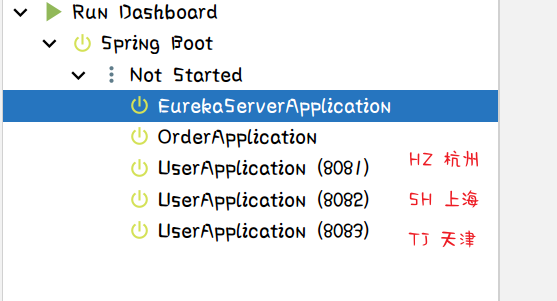 Run Dashboard
Spring Boot
Not Started
EurekaServerApplication
OrderApplication
UserApplication (8081)
HZ 杭州
UserApplication (8082)
SH 上海
UserApplication (8083)
TJ 天津